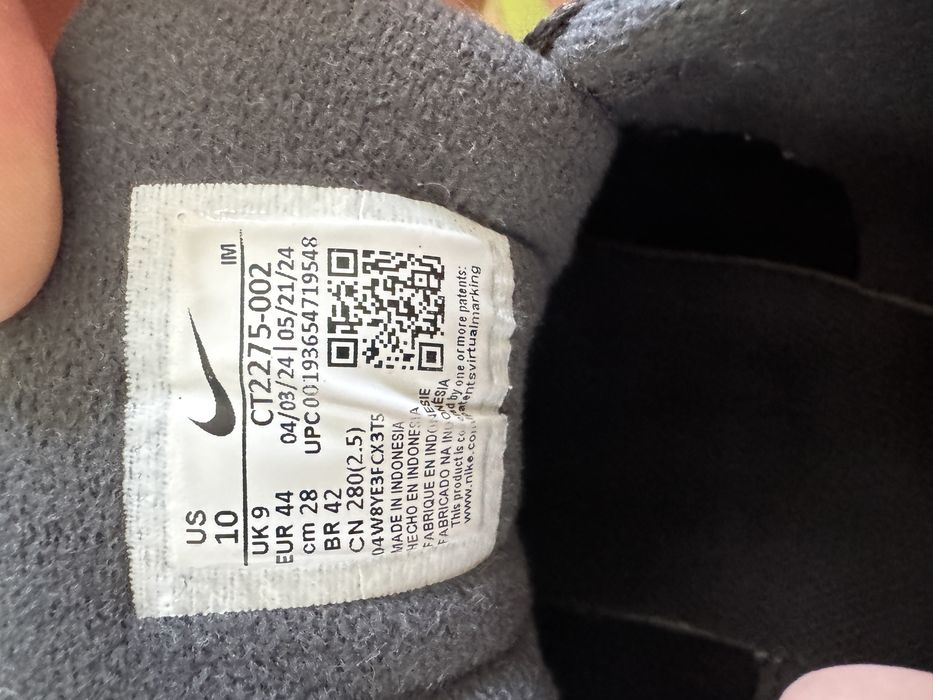 US
10
IM
UK 9 CT2275-002
EUR 44 04/03/24|05/21/24
cm 28 UPC 00193654719548
BR 42
CN 280(2.5)
04W8YE3FCX3T5
MADE IN INDONESIA
HECHO EN INDONESIA
FABRIQUE EN INDONESIE
FABRICADO NA INDONESIA
This product is by one or more patents:
www.nike.com/patentsvirtualmarking